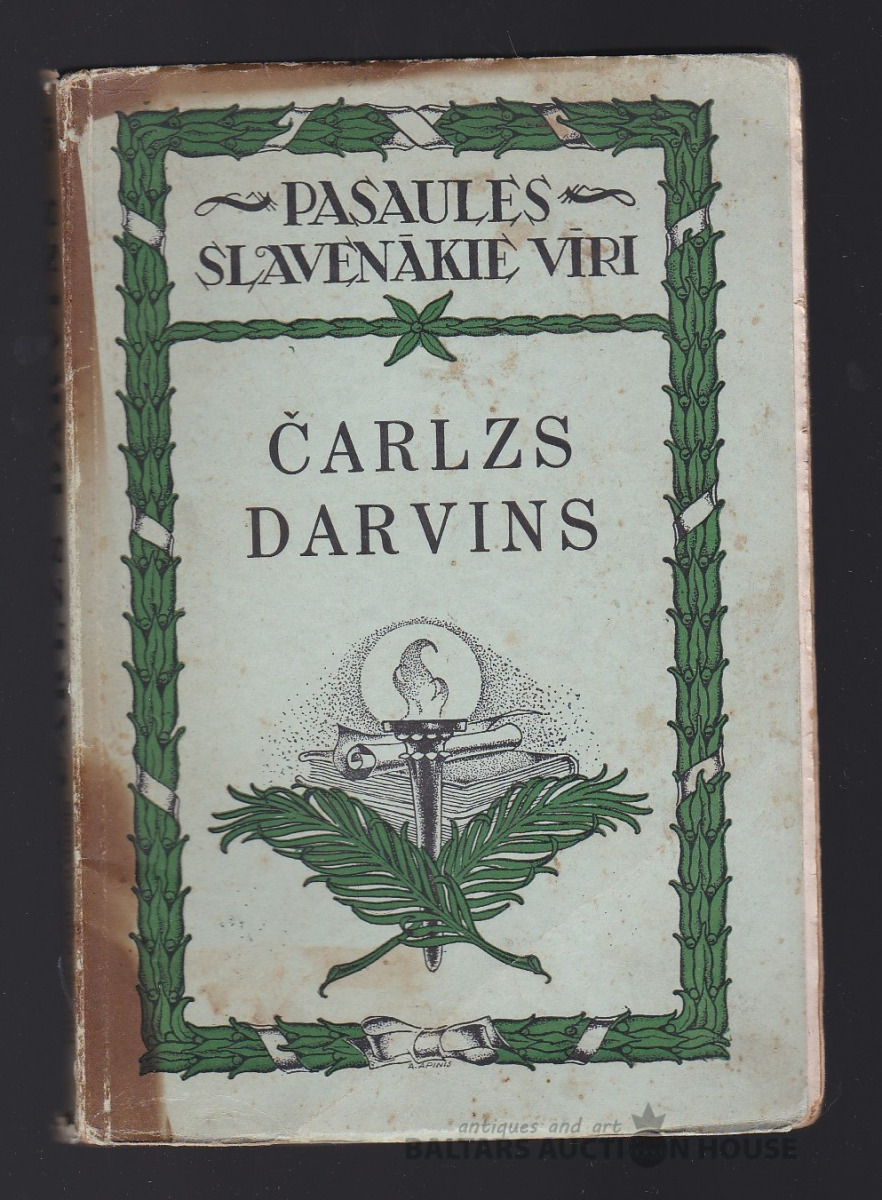 PASAULES
SLAVENĀKIE VĪRI
ČARLZS
DARVINS
A. APINIS
antiques and art
BALTARS AUCTION HOUSE